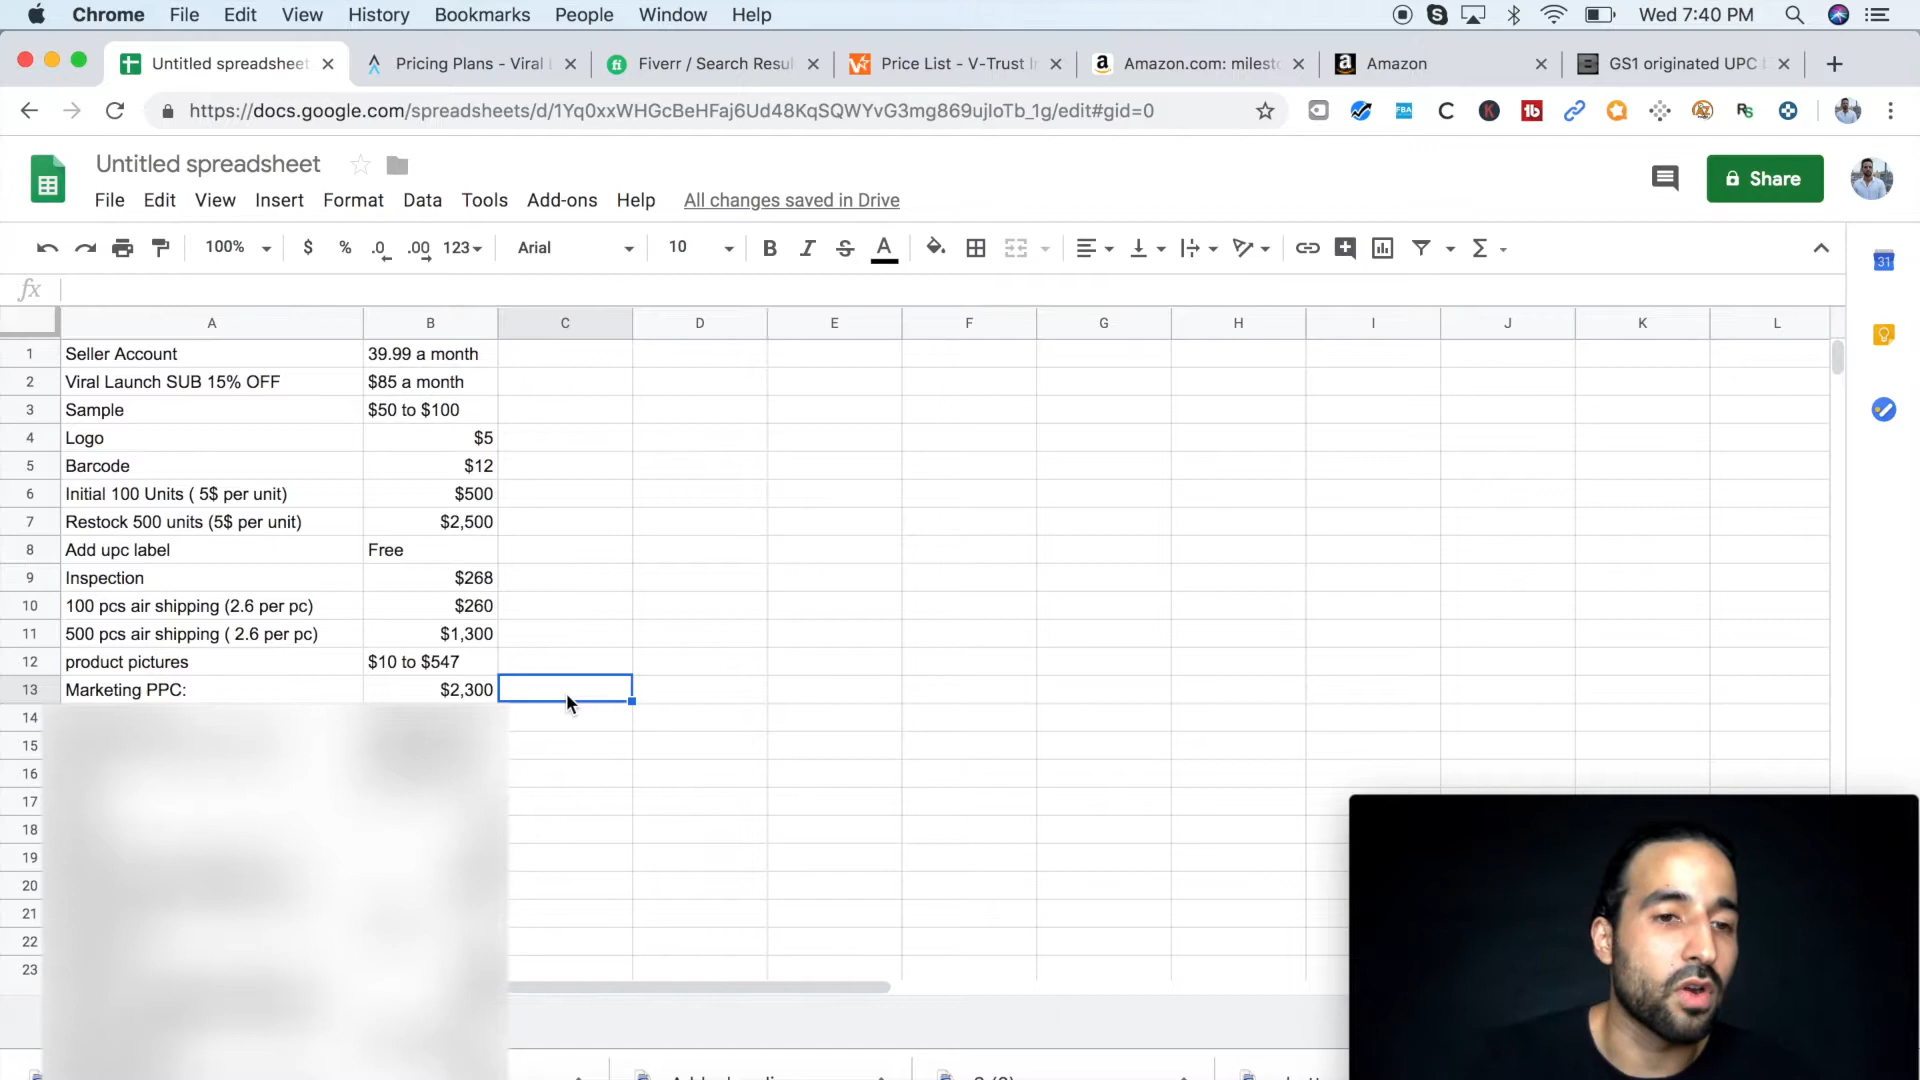 Chrome File Edit View History Bookmarks People Window Help Wed 7:40 PM
Untitled spreadsheet Pricing Plans - Viral Fiverr / Search Resul Price List - V-Trust In Amazon.com: milest Amazon GS1 originated UPC
https://docs.google.com/spreadsheets/d/1Yq0xxWHGcBeHFaj6Ud48KqSQWYvG3mg869ujIoTb_1g/edit#gid=0
FBA C K tb
Untitled spreadsheet
File Edit View Insert Format Data Tools Add-ons Help All changes saved in Drive
Share
100% $ % .0 .00 123 Arial 10 B I S A Σ
31
fx
A B C D E F G H I J K L
1 Seller Account 39.99 a month
2 Viral Launch SUB 15% OFF $85 a month
3 Sample $50 to $100
4 Logo $5
5 Barcode $12
6 Initial 100 Units ( 5$ per unit) $500
7 Restock 500 units (5$ per unit) $2,500
8 Add upc label Free
9 Inspection $268
10 100 pcs air shipping (2.6 per pc) $260
11 500 pcs air shipping ( 2.6 per pc) $1,300
12 product pictures $10 to $547
13 Marketing PPC: $2,300
14
15
16
17
18
19
20
21
22
23